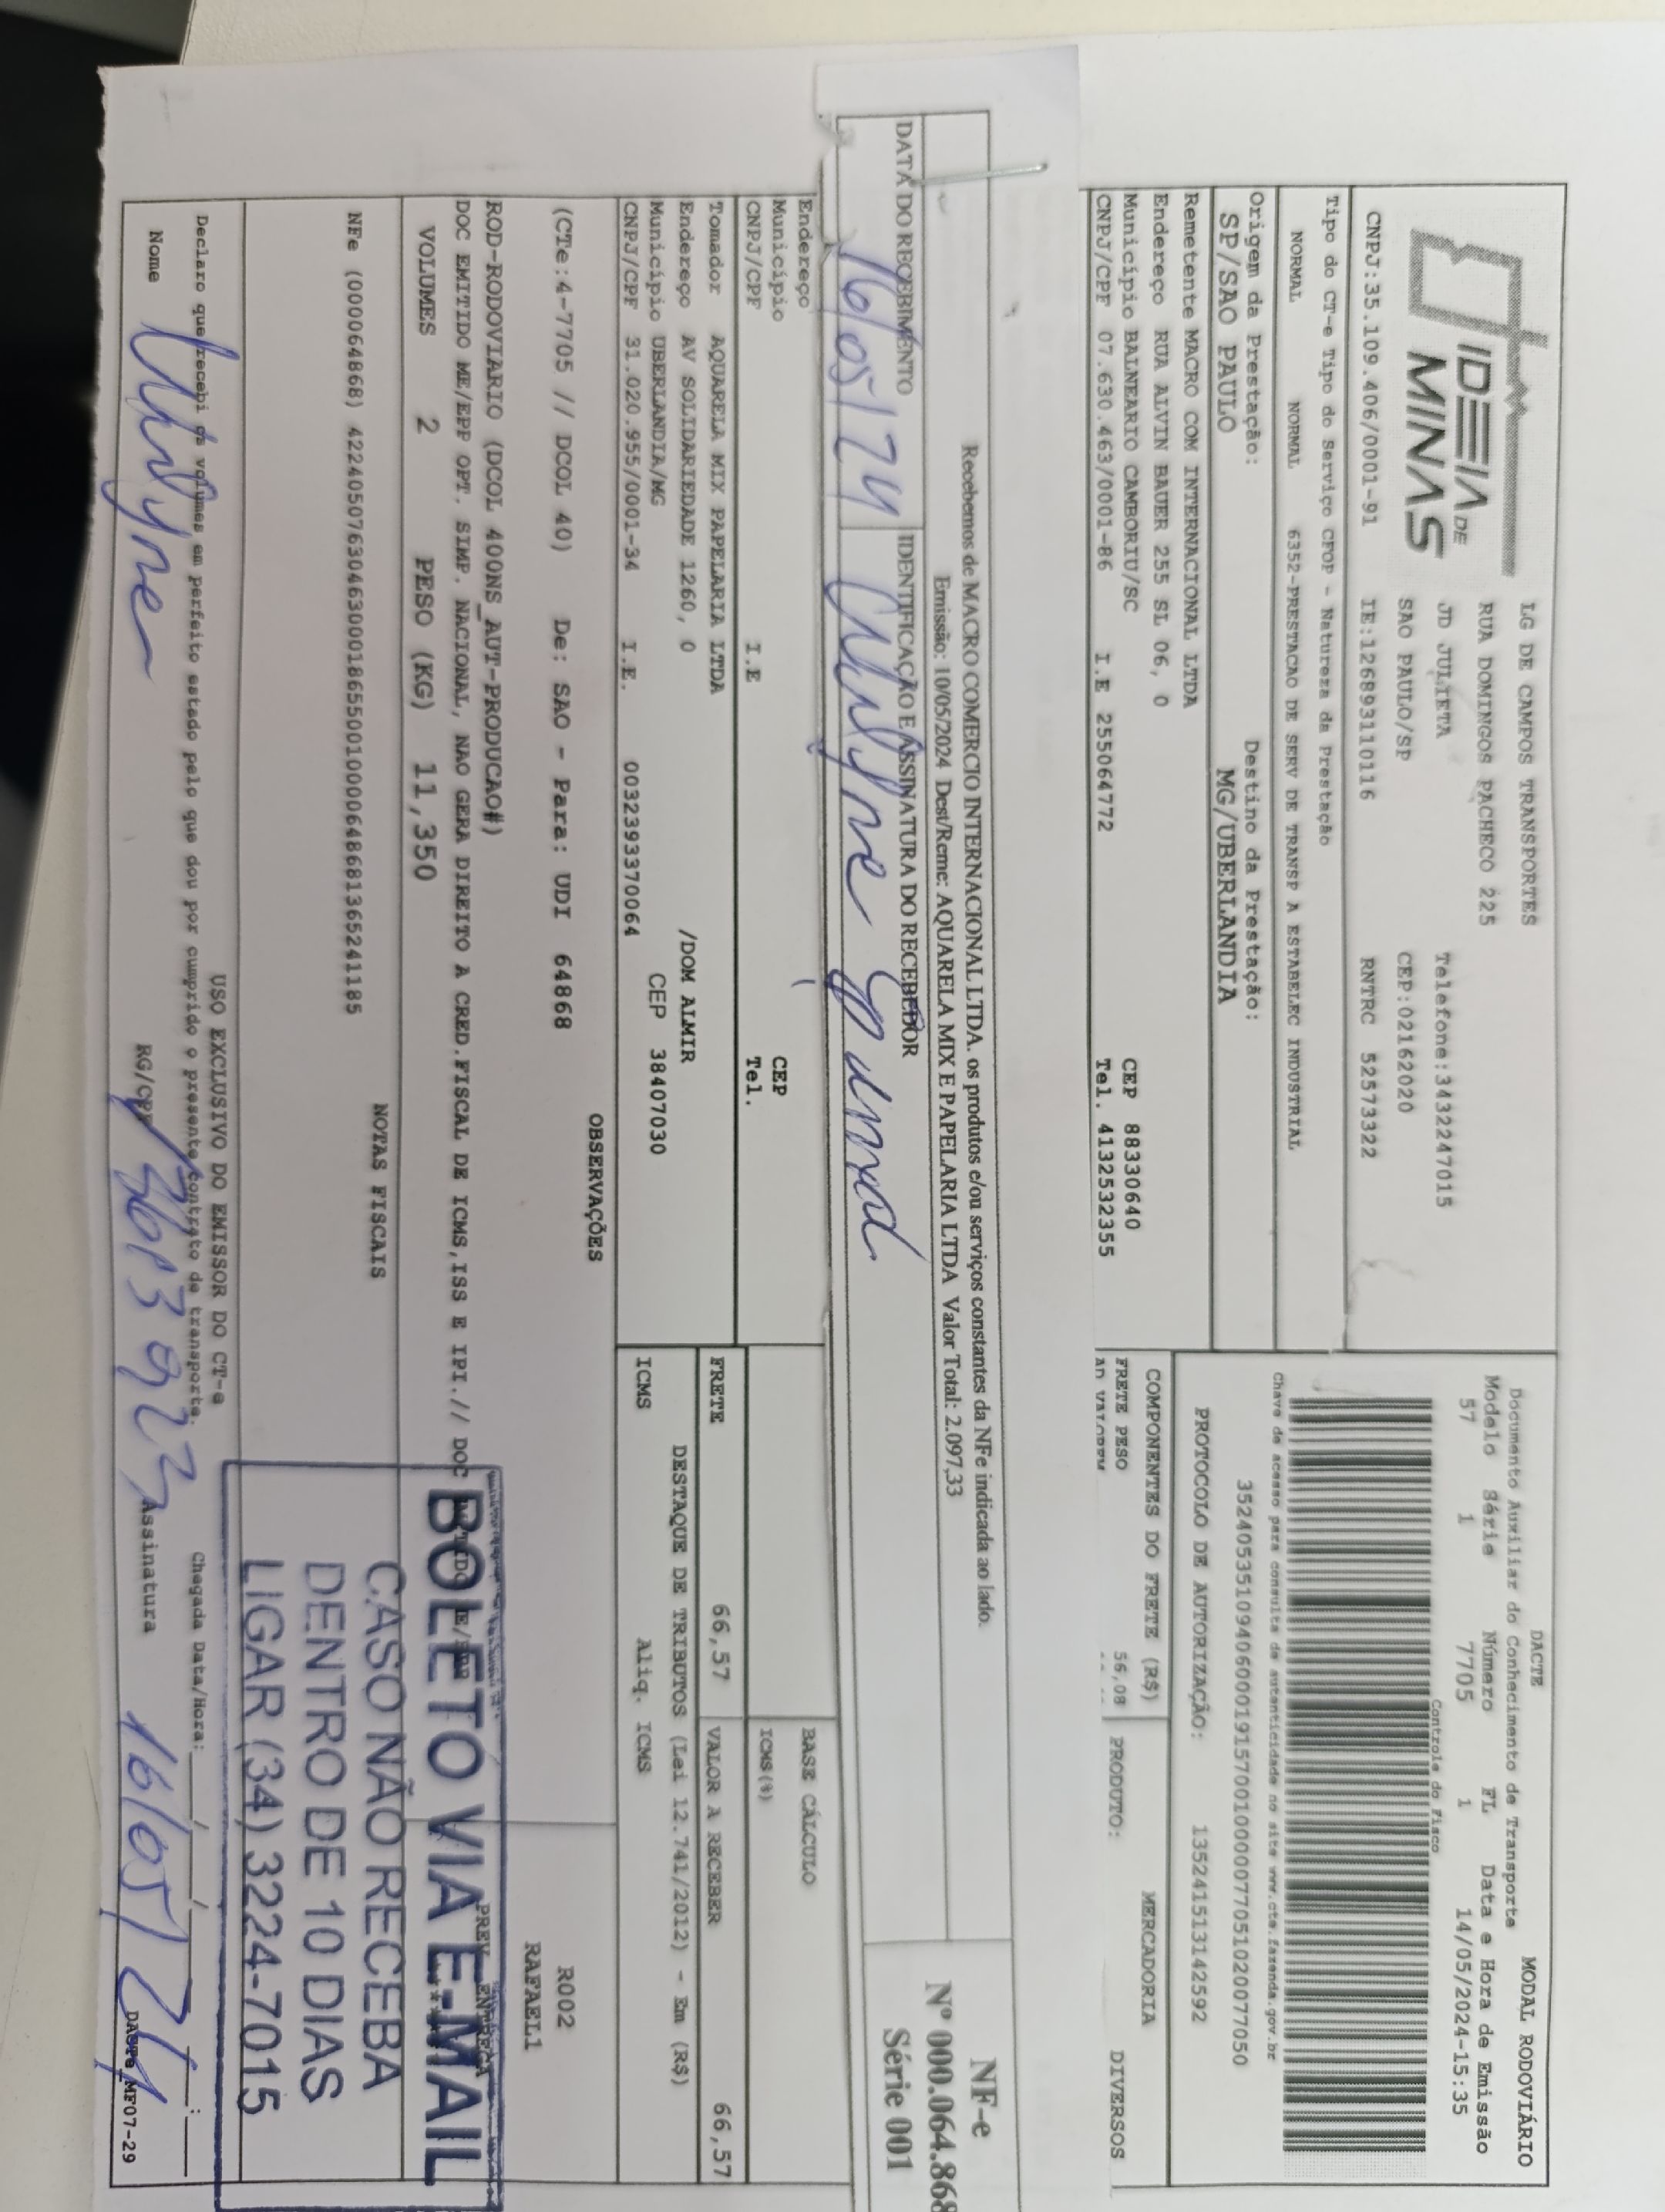 IDEIA DE
MINAS
LG DE CAMPOS TRANSPORTES
RUA DOMINGOS PACHECO 225
JD JULIETA
Telefone:3432247015
SAO PAULO/SP
CEP:02162020
CNPJ:35.109.406/0001-91
IE:126893110116
RNTRC 52573322
DACTE
MODAL RODOVIÁRIO
Documento Auxiliar do Conhecimento de Transporte
Modelo Série Número FL Data e Hora de Emissão
57 1 7705 1 14/05/2024-15:35
Controle do Fisco
Chave de acesso para consulta de autenticidade no site www.cte.fazenda.gov.br
35240535109406000191570010000077051020077050
PROTOCOLO DE AUTORIZAÇÃO: 135241513142592
Tipo do CT-e Tipo do Serviço CFOP - Natureza da Prestação
NORMAL NORMAL 6352-PRESTACAO DE SERV DE TRANSP A ESTABELEC INDUSTRIAL
Origem da Prestação: Destino da Prestação:
SP/SAO PAULO MG/UBERLANDIA
Remetente MACRO COM INTERNACIONAL LTDA
Endereço RUA ALVIN BAUER 255 SL 06, 0
Município BALNEARIO CAMBORIU/SC CEP 88330640
CNPJ/CPF 07.630.463/0001-86 I.E 255064772 Tel. 4132532355
COMPONENTES DO FRETE (R$) MERCADORIA
FRETE PESO 56,08 PRODUTO: DIVERSOS
AD VALOREM
Recebemos de MACRO COMERCIO INTERNACIONAL LTDA. os produtos e/ou serviços constantes da NFe indicada ao lado.
Emissão: 10/05/2024 Dest/Reme: AQUARELA MIX E PAPELARIA LTDA Valor Total: 2.097,33
DATA DO RECEBIMENTO IDENTIFICAÇÃO E ASSINATURA DO RECEBEDOR
16/05/24
NF-e
Nº 000.064.868
Série 001
Endereço
Município CEP
CNPJ/CPF I.E Tel.
BASE CÁLCULO
ICMS(%)
Tomador AQUARELA MIX PAPELARIA LTDA
Endereço AV SOLIDARIEDADE 1260, 0 /DOM ALMIR
Município UBERLANDIA/MG CEP 38407030
CNPJ/CPF 31.020.955/0001-34 I.E. 0032393370064
FRETE 66,57 VALOR A RECEBER 66,57
DESTAQUE DE TRIBUTOS (Lei 12.741/2012) - Em (R$)
ICMS Aliq. ICMS
OBSERVAÇÕES
(CTe:4-7705 // DCOL 40) De: SAO - Para: UDI 64868
R002
RAFAEL1
ROD-RODOVIARIO (DCOL 400NS_AUT-PRODUCAO#)
DOC EMITIDO ME/EPP OPT. SIMP. NACIONAL, NAO GERA DIREITO A CRED.FISCAL DE ICMS,ISS E IPI.// DOC
PREV. ENTREGA
VOLUMES 2 PESO (KG) 11,350
BOLETO VIA E-MAIL
CASO NÃO RECEBA
DENTRO DE 10 DIAS
LIGAR (34) 3224-7015
NOTAS FISCAIS
NFe (000064868) 42240507630463000186550010000648681365241185
USO EXCLUSIVO DO EMISSOR DO CT-e
Declaro que recebi os volumes em perfeito estado pelo que dou por cumprido o presente contrato de transporte.
Chegada Data/Hora: / / :
Nome RG/CPF Assinatura 16/05/24
DACTe_MF07-29